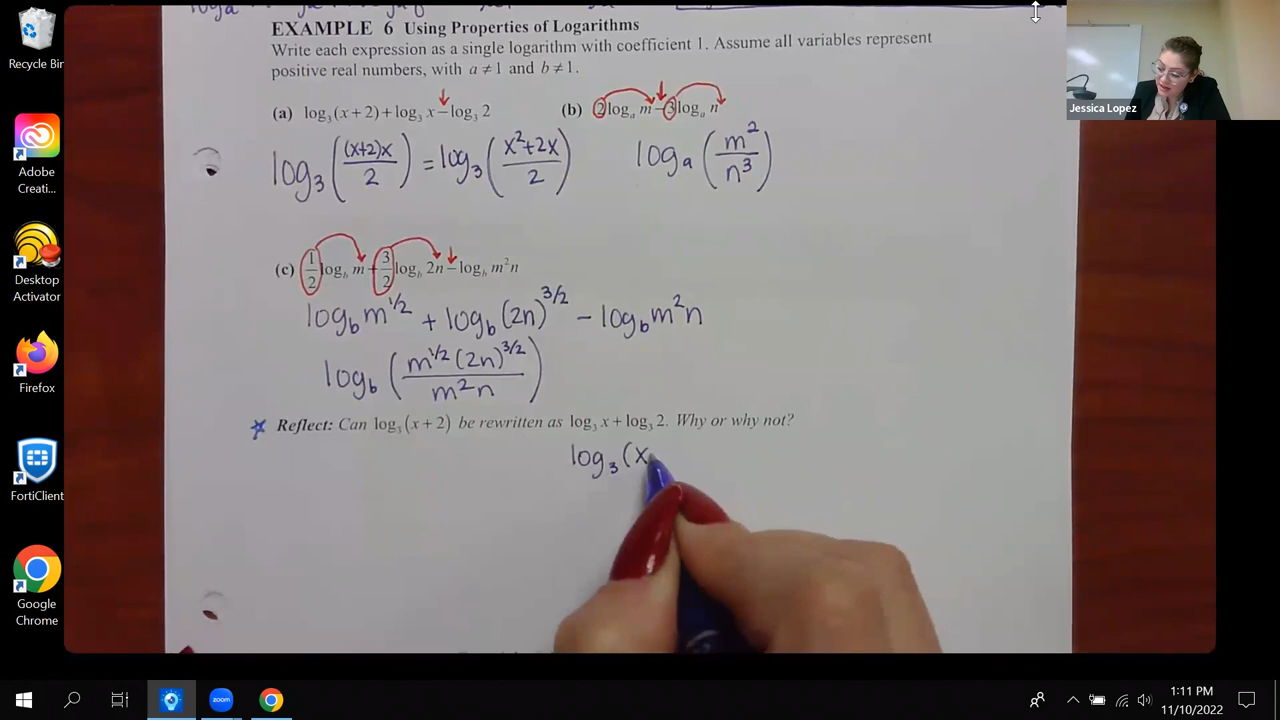 EXAMPLE 6 Using Properties of Logarithms
Write each expression as a single logarithm with coefficient 1. Assume all variables represent
positive real numbers, with a ≠ 1 and b ≠ 1.
(a) log₃(x+2) + log₃ x − log₃ 2
(b) 2logₐ m − 3logₐ n
log₃((x+2)x/2) = log₃(x²+2x/2)
logₐ(m²/n³)
(c) 1/2 log_b m + 3/2 log_b 2n − log_b m²n
log_b m^1/2 + log_b (2n)^3/2 − log_b m²n
log_b (m^1/2 (2n)^3/2 / m²n)
Reflect: Can log₃(x+2) be rewritten as log₃ x + log₃ 2. Why or why not?
log₃(x
Jessica Lopez
Recycle Bin
Adobe
Creati...
Desktop
Activator
Firefox
FortiClient
Google
Chrome
zoom
1:11 PM
11/10/2022